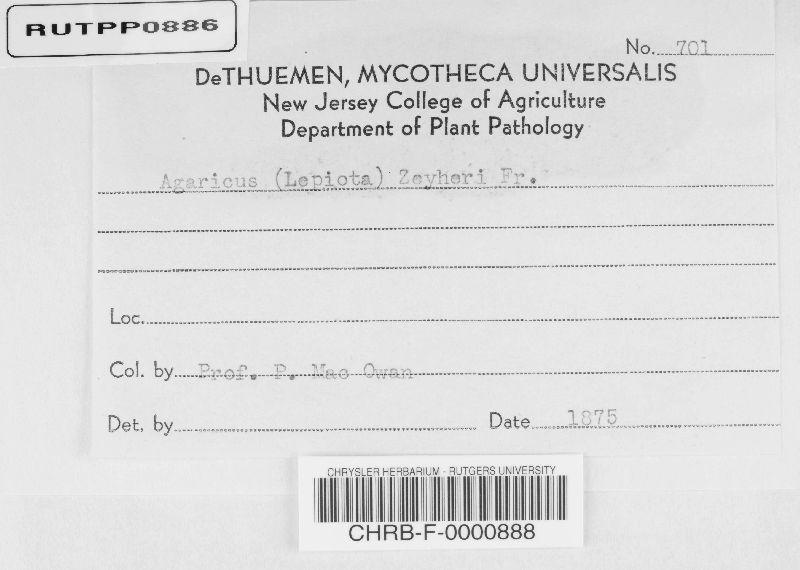 RUTPP0886
No. 701
DeTHUEMEN, MYCOTHECA UNIVERSALIS
New Jersey College of Agriculture
Department of Plant Pathology
Agaricus (Lepiota) Zeyheri Fr.
Loc.
Col. by Prof. P. Mac Owan
Det. by Date 1875
CHRYSLER HERBARIUM - RUTGERS UNIVERSITY
CHRB-F-0000888